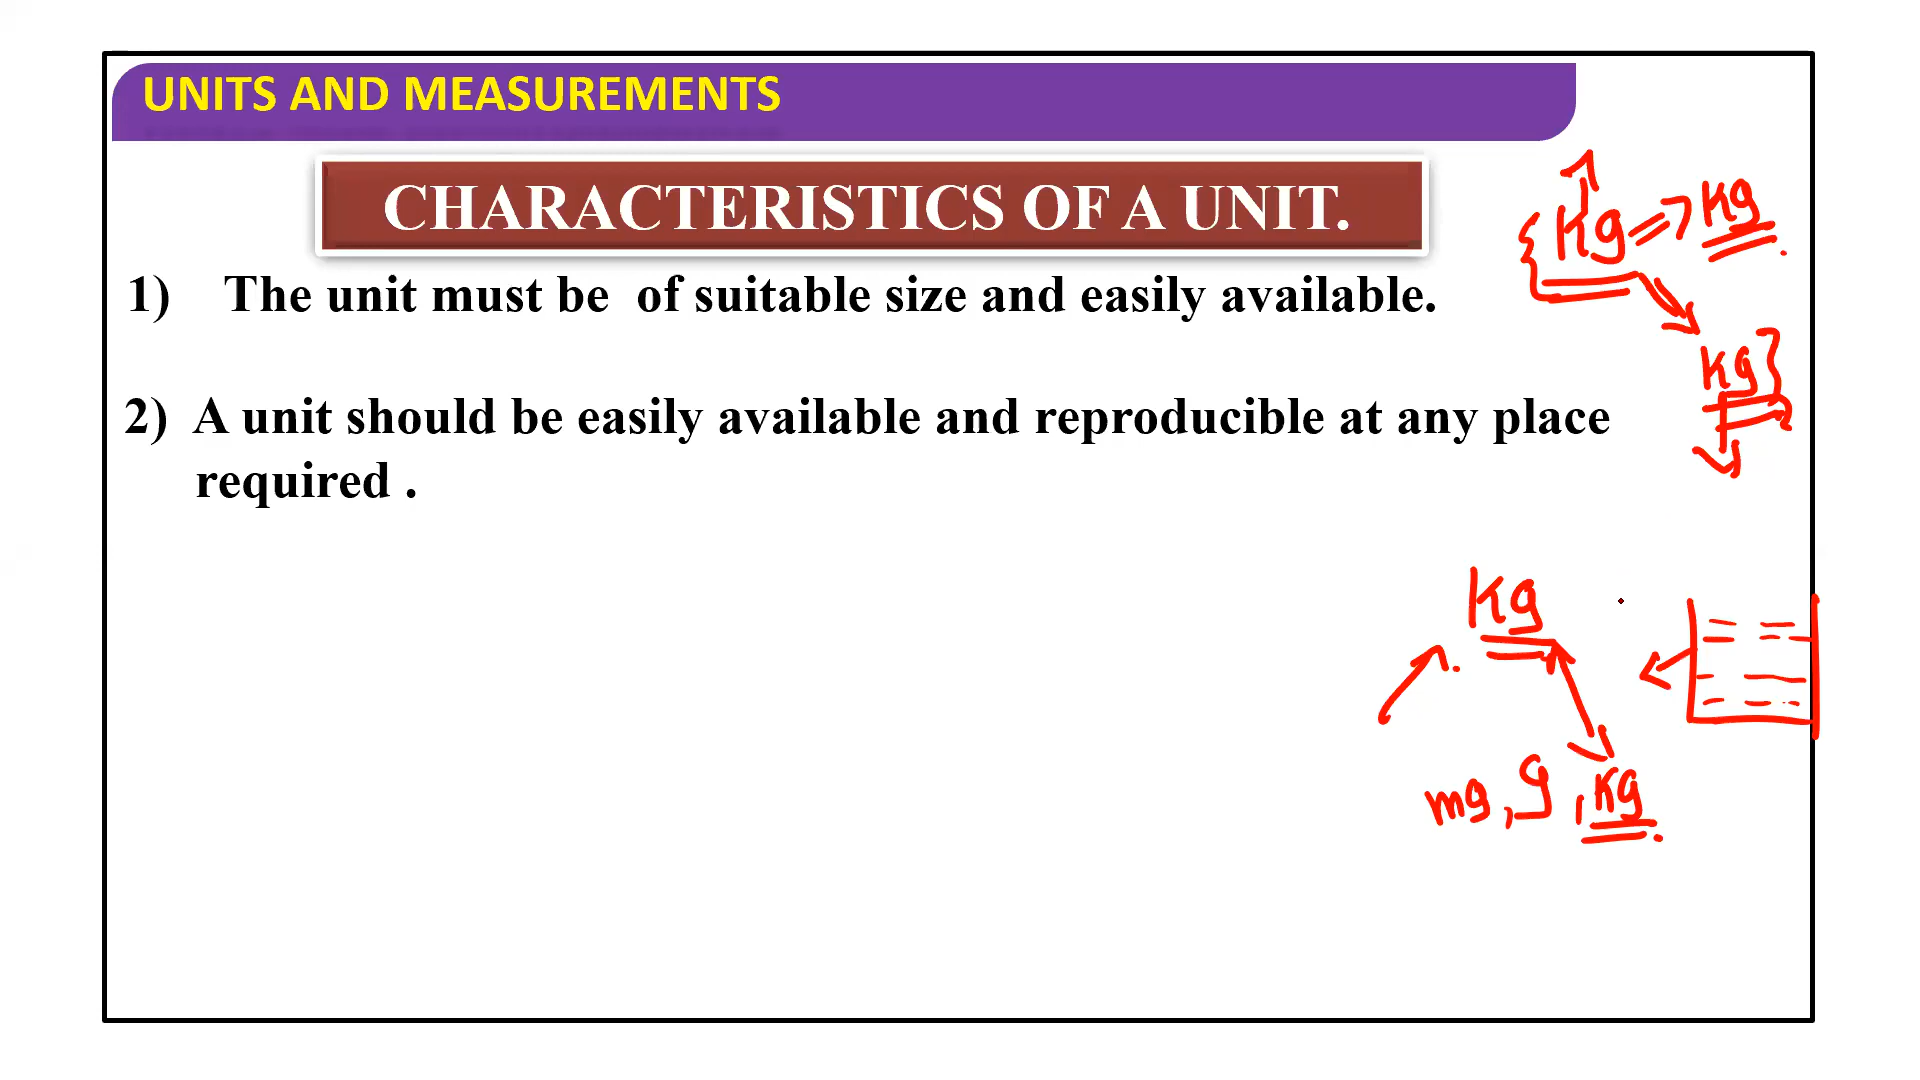 UNITS AND MEASUREMENTS
CHARACTERISTICS OF A UNIT.
1) The unit must be of suitable size and easily available.
2) A unit should be easily available and reproducible at any place
required .
Kg => Kg
Kg
Kg
mg, g, Kg